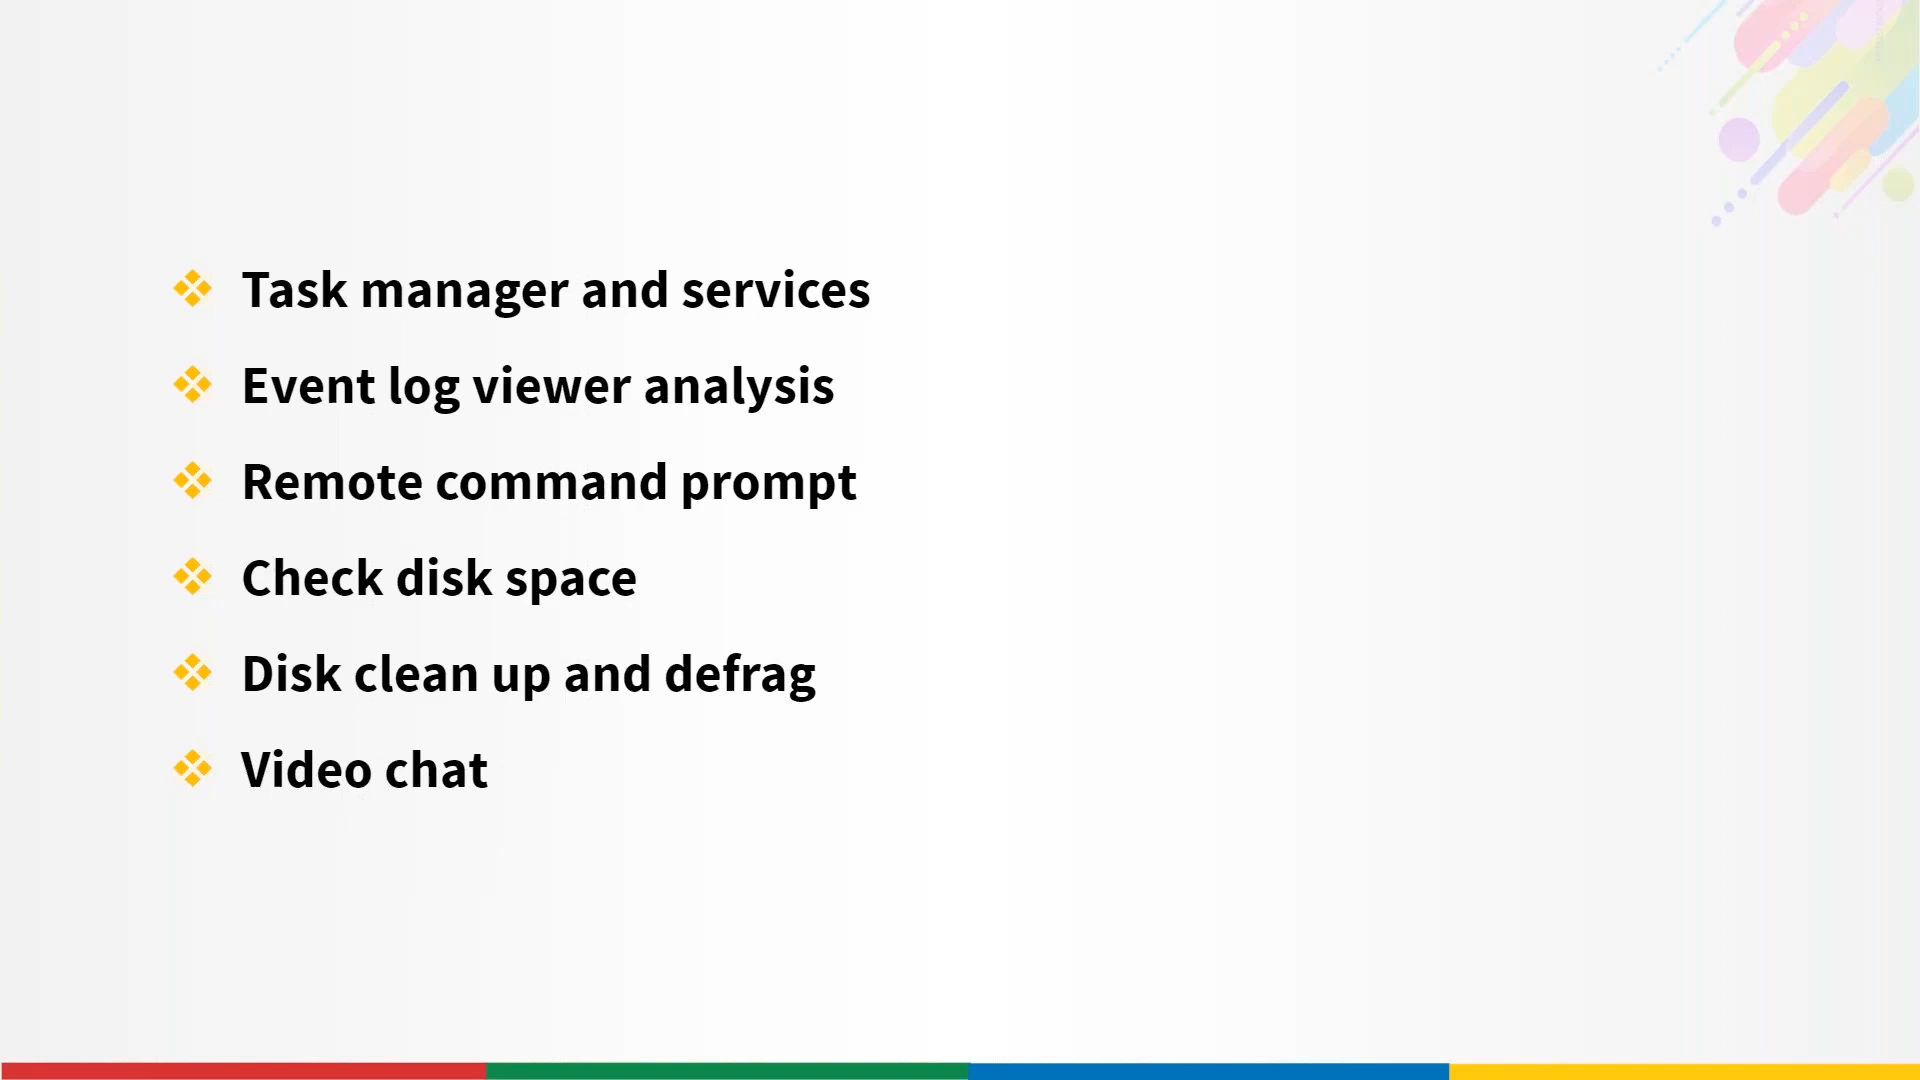 Task manager and services
Event log viewer analysis
Remote command prompt
Check disk space
Disk clean up and defrag
Video chat